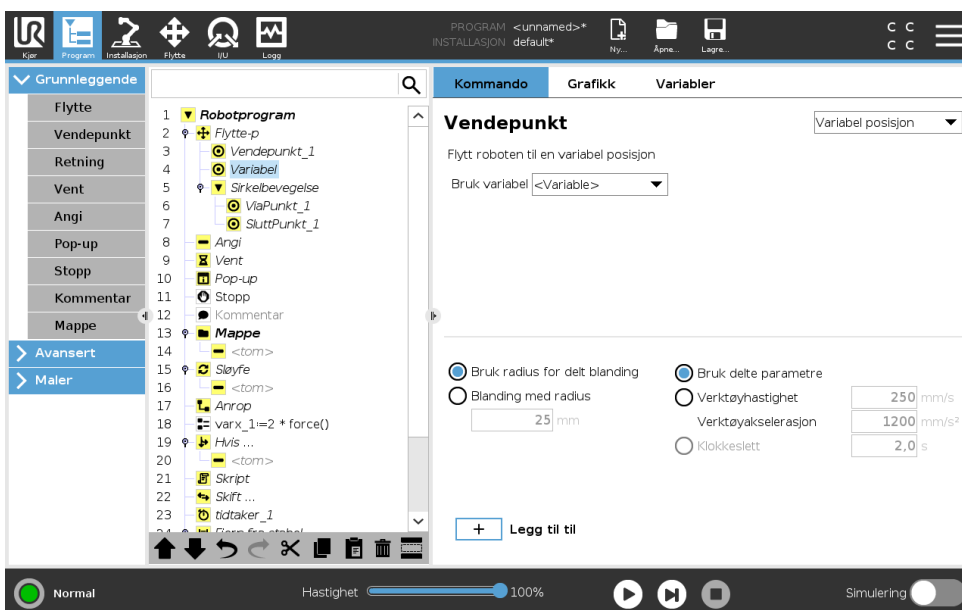 PROGRAM <unnamed>*
INSTALLASJON default*
Kjør Program Installasjon Flytte I/U Logg
Ny... Åpne... Lagre...
C C
C C
Grunnleggende
Flytte
Vendepunkt
Retning
Vent
Angi
Pop-up
Stopp
Kommentar
Mappe
Avansert
Maler
1 Robotprogram
2 Flytte-p
3 Vendepunkt_1
4 Variabel
5 Sirkelbevegelse
6 ViaPunkt_1
7 SluttPunkt_1
8 Angi
9 Vent
10 Pop-up
11 Stopp
12 Kommentar
13 Mappe
14 <tom>
15 Sløyfe
16 <tom>
17 Anrop
18 varx_1:=2 * force()
19 Hvis ...
20 <tom>
21 Skript
22 Skift ...
23 tidtaker_1
Kommando Grafikk Variabler
Vendepunkt
Variabel posisjon
Flytt roboten til en variabel posisjon
Bruk variabel <Variable>
Bruk radius for delt blanding
Blanding med radius
25 mm
Bruk delte parametre
Verktøyhastighet 250 mm/s
Verktøyakselerasjon 1200 mm/s²
Klokkeslett 2,0 s
+ Legg til til
Normal
Hastighet 100%
Simulering